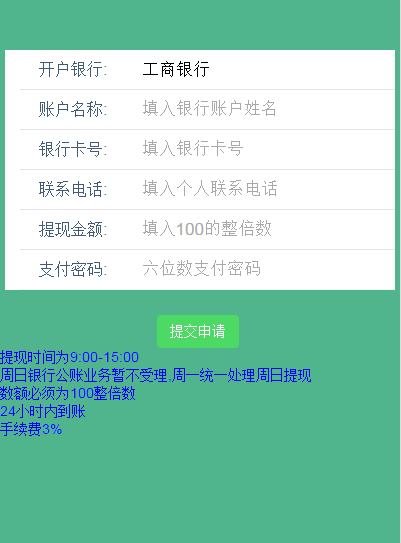 开户银行: 工商银行
账户名称: 填入银行账户姓名
银行卡号: 填入银行卡号
联系电话: 填入个人联系电话
提现金额: 填入100的整倍数
支付密码: 六位数支付密码
提交申请
提现时间为9:00-15:00
周日银行公账业务暂不受理,周一统一处理周日提现
数额必须为100整倍数
24小时内到账
手续费3%